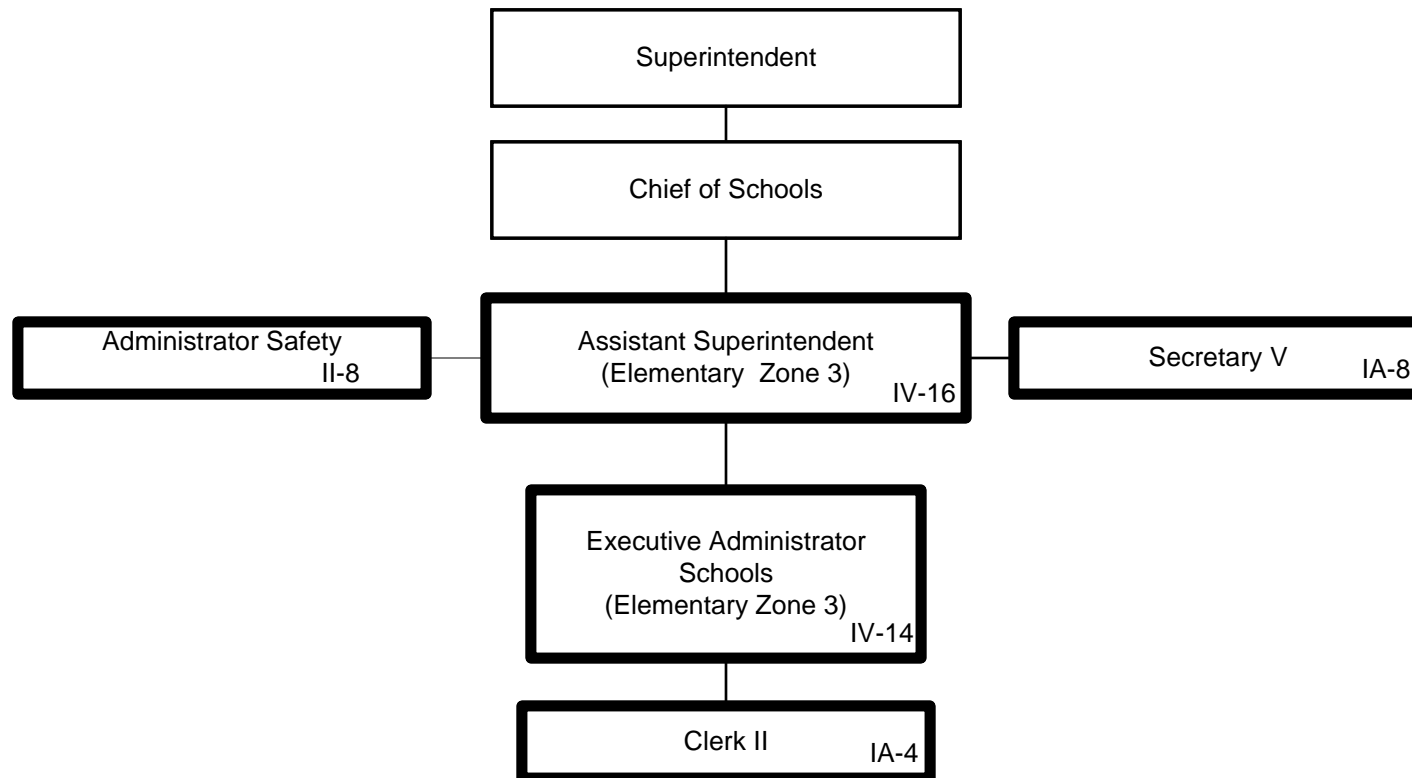 Superintendent
Chief of Schools
Administrator Safety
II-8
Assistant Superintendent
(Elementary  Zone 3)
IV-16
Secretary V
IA-8
Executive Administrator
Schools
(Elementary Zone 3)
IV-14
Clerk II
IA-4